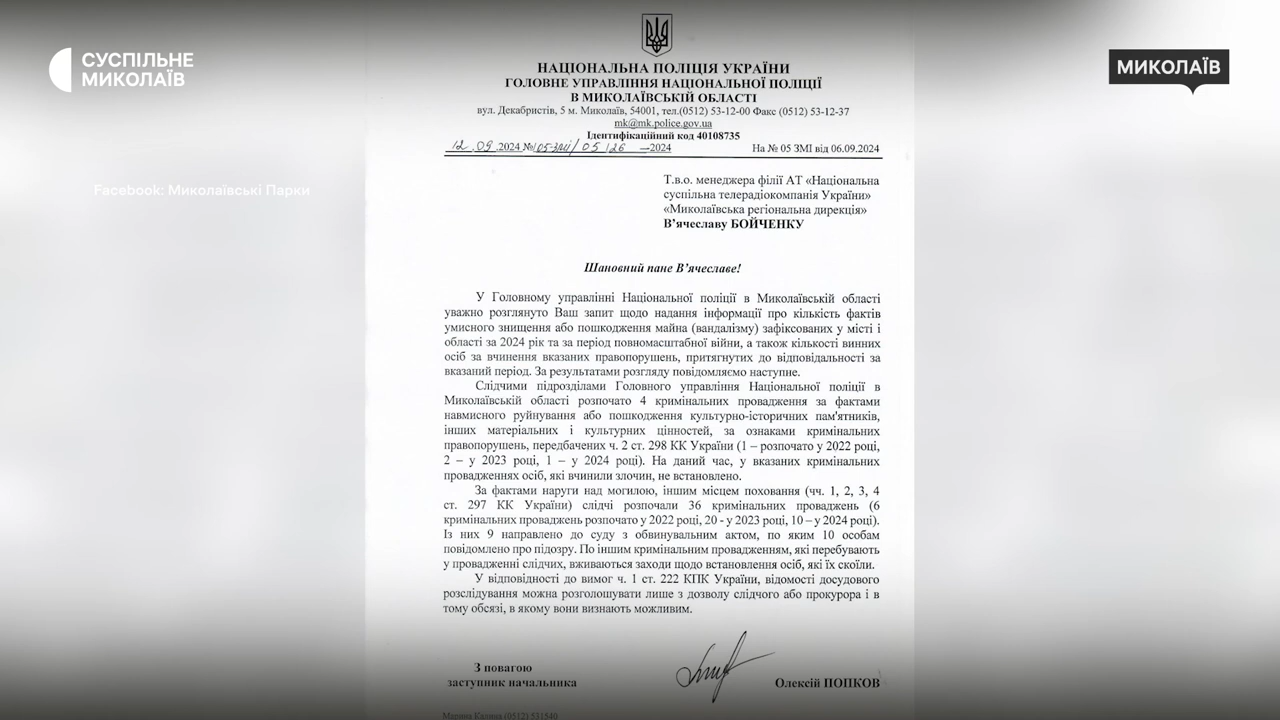 СУСПІЛЬНЕ
МИКОЛАЇВ
МИКОЛАЇВ
Facebook: Миколаївські Парки
НАЦІОНАЛЬНА ПОЛІЦІЯ УКРАЇНИ
ГОЛОВНЕ УПРАВЛІННЯ НАЦІОНАЛЬНОЇ ПОЛІЦІЇ
В МИКОЛАЇВСЬКІЙ ОБЛАСТІ
вул. Декабристів, 5 м. Миколаїв, 54001, тел.(0512) 53-12-00 Факс (0512) 53-12-37
mk@mk.police.gov.ua
Ідентифікаційний код 40108735
12.09.2024 №105-ЗМІ/05 126 —2024 На № 05 ЗМІ від 06.09.2024
Т.в.о. менеджера філії АТ «Національна
суспільна телерадіокомпанія України»
«Миколаївська регіональна дирекція»
В’ячеславу БОЙЧЕНКУ
Шановний пане В’ячеславе!
У Головному управлінні Національної поліції в Миколаївській області
уважно розглянуто Ваш запит щодо надання інформації про кількість фактів
умисного знищення або пошкодження майна (вандалізму) зафіксованих у місті і
області за 2024 рік та за період повномасштабної війни, а також кількості винних
осіб за вчинення вказаних правопорушень, притягнутих до відповідальності за
вказаний період. За результатами розгляду повідомляємо наступне.
Слідчими підрозділами Головного управління Національної поліції в
Миколаївській області розпочато 4 кримінальних провадження за фактами
навмисного руйнування або пошкодження культурно-історичних пам'ятників,
інших матеріальних і культурних цінностей, за ознаками кримінальних
правопорушень, передбачених ч. 2 ст. 298 КК України (1 – розпочато у 2022 році,
2 – у 2023 році, 1 – у 2024 році). На даний час, у вказаних кримінальних
провадженнях осіб, які вчинили злочин, не встановлено.
За фактами наруги над могилою, іншим місцем поховання (чч. 1, 2, 3, 4
ст. 297 КК України) слідчі розпочали 36 кримінальних проваджень (6
кримінальних проваджень розпочато у 2022 році, 20 - у 2023 році, 10 – у 2024 році).
Із них 9 направлено до суду з обвинувальним актом, по яким 10 особам
повідомлено про підозру. По іншим кримінальним провадженням, які перебувають
у провадженні слідчих, вживаються заходи щодо встановлення осіб, які їх скоїли.
У відповідності до вимог ч. 1 ст. 222 КПК України, відомості досудового
розслідування можна розголошувати лише з дозволу слідчого або прокурора і в
тому обсязі, в якому вони визнають можливим.
З повагою
заступник начальника Олексій ПОПКОВ
(0512) 531540